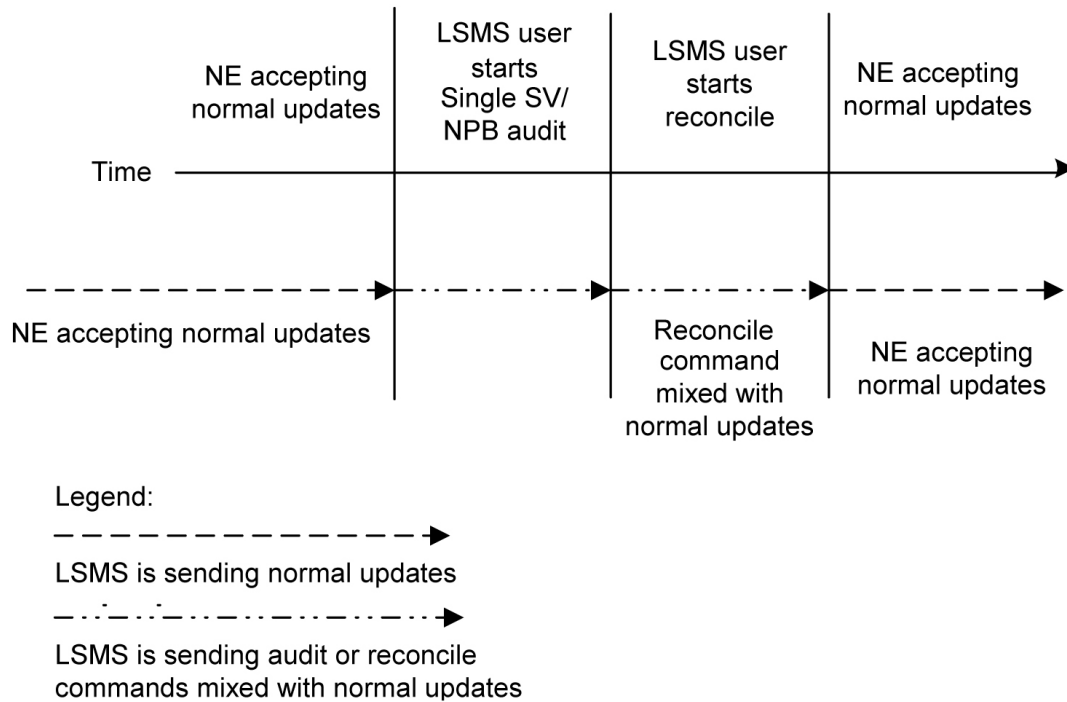 NE accepting
normal updates
LSMS user
starts
Single SV/
NPB audit
LSMS user
starts
reconcile
NE accepting
normal updates
Time
NE accepting normal updates
Reconcile
command
mixed with
normal updates
NE accepting
normal updates
Legend:
LSMS is sending normal updates
LSMS is sending audit or reconcile
commands mixed with normal updates